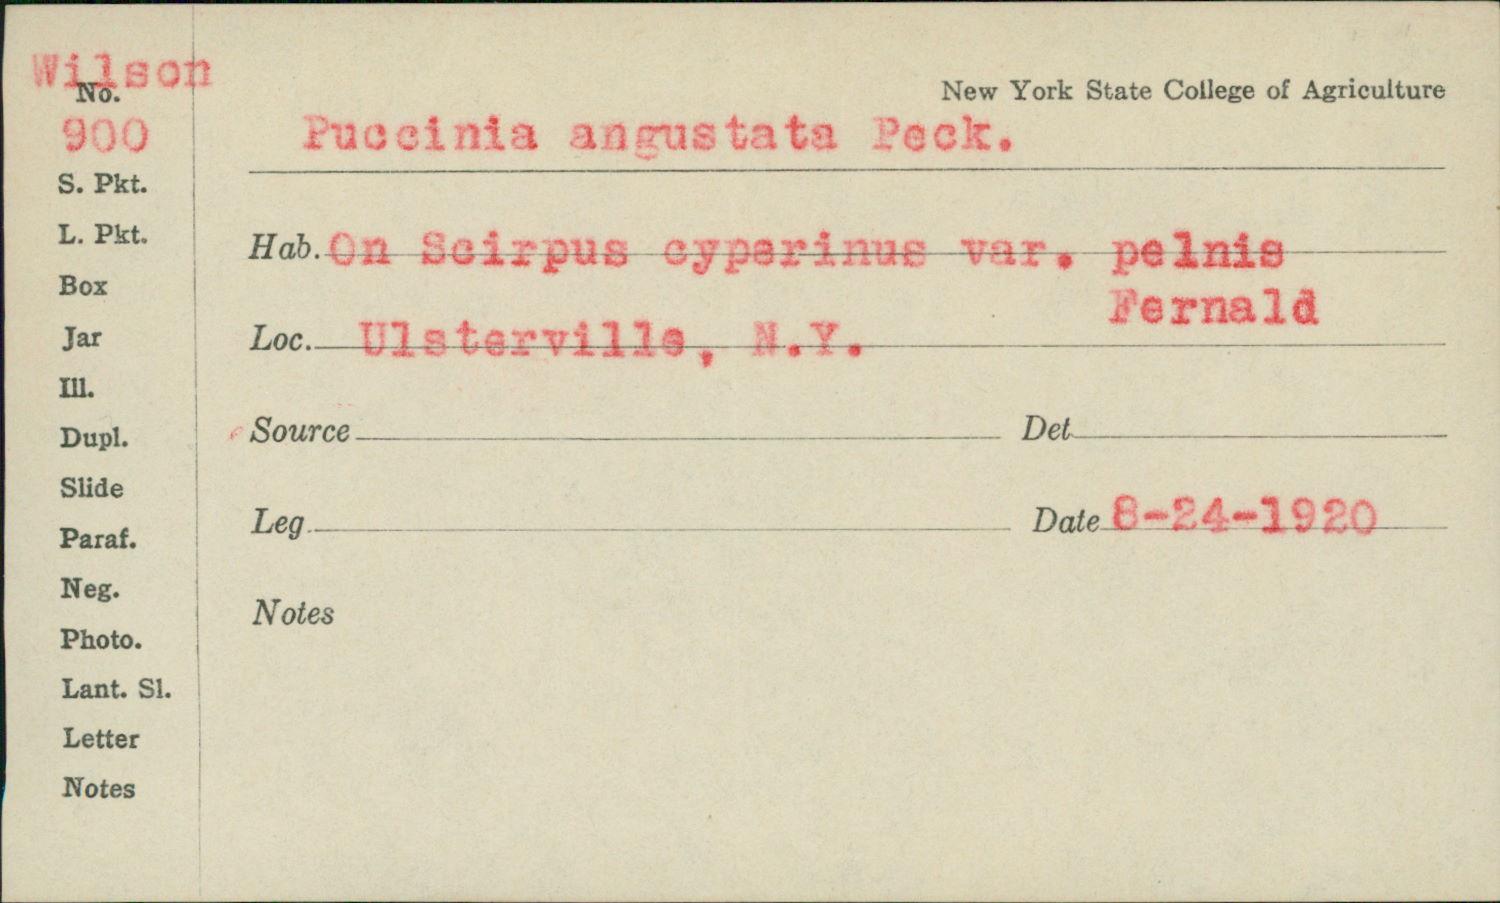 Wilson
No.
900
S. Pkt.
L. Pkt.
Box
Jar
Ill.
Dupl.
Slide
Paraf.
Neg.
Photo.
Lant. Sl.
Letter
Notes
New York State College of Agriculture
Puccinia angustata Peck.
Hab. On Scirpus cyperinus var. pelnis
Fernald
Loc. Ulsterville, N.Y.
Source Det
Leg. Date 8-24-1920
Notes